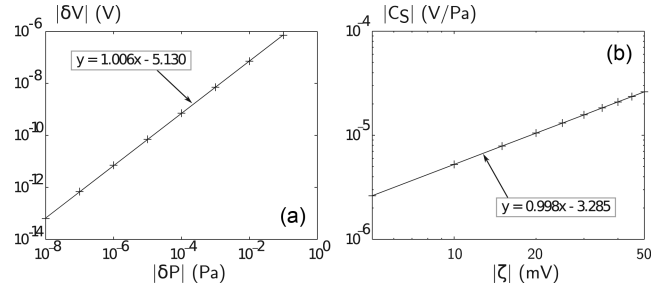 |δV| (V)
10⁻⁶
10⁻⁸
10⁻¹⁰
10⁻¹²
10⁻¹⁴
y = 1.006x - 5.130
(a)
10⁻⁸
10⁻⁶
10⁻⁴
10⁻²
10⁰
|δP| (Pa)
|C_S| (V/Pa)
10⁻⁴
10⁻⁵
10⁻⁶
(b)
y = 0.998x - 3.285
10
20
30
40
50
|ζ| (mV)